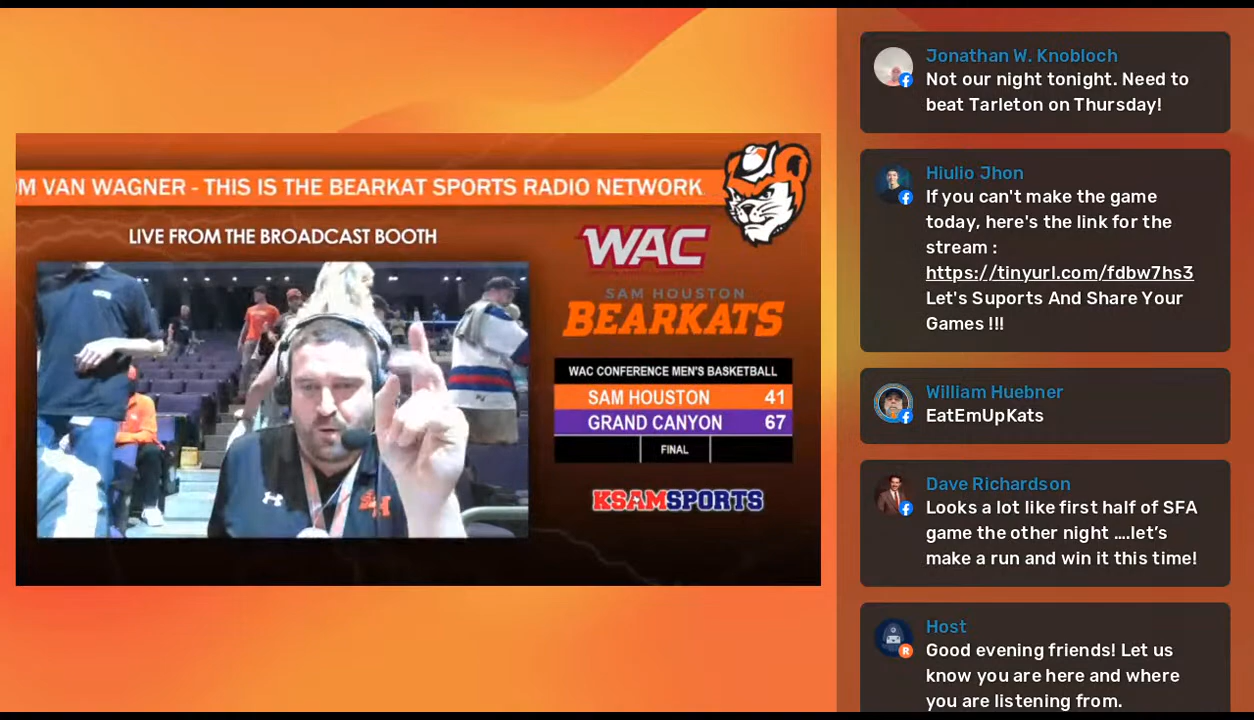 OM VAN WAGNER - THIS IS THE BEARKAT SPORTS RADIO NETWORK.
LIVE FROM THE BROADCAST BOOTH
WAC
SAM HOUSTON
BEARKATS
WAC CONFERENCE MEN'S BASKETBALL
SAM HOUSTON 41
GRAND CANYON 67
FINAL
KSAMSPORTS
SH
Jonathan W. Knobloch
Not our night tonight. Need to
beat Tarleton on Thursday!
Hiulio Jhon
If you can't make the game
today, here's the link for the
stream :
https://tinyurl.com/fdbw7hs3
Let's Suports And Share Your
Games !!!
William Huebner
EatEmUpKats
Dave Richardson
Looks a lot like first half of SFA
game the other night ....let's
make a run and win it this time!
Host
Good evening friends! Let us
know you are here and where
you are listening from.